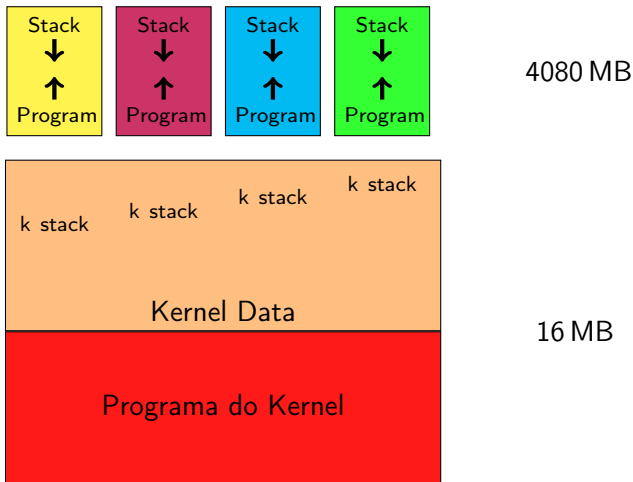 Stack
Program
Stack
Program
Stack
Program
Stack
Program
4080 MB
k stack
k stack
k stack
k stack
Kernel Data
16 MB
Programa do Kernel